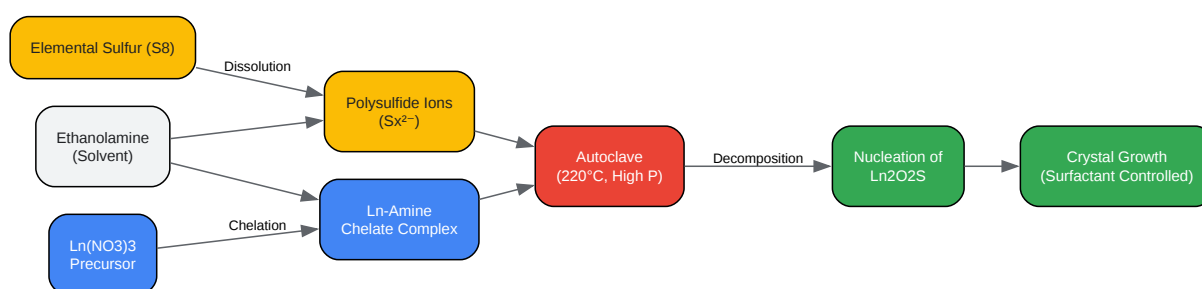 Elemental Sulfur (S8)
Dissolution
Ethanolamine
(Solvent)
Polysulfide Ions
(Sx²⁻)
Ln(NO3)3
Precursor
Chelation
Ln-Amine
Chelate Complex
Autoclave
(220°C, High P)
Decomposition
Nucleation of
Ln2O2S
Crystal Growth
(Surfactant Controlled)